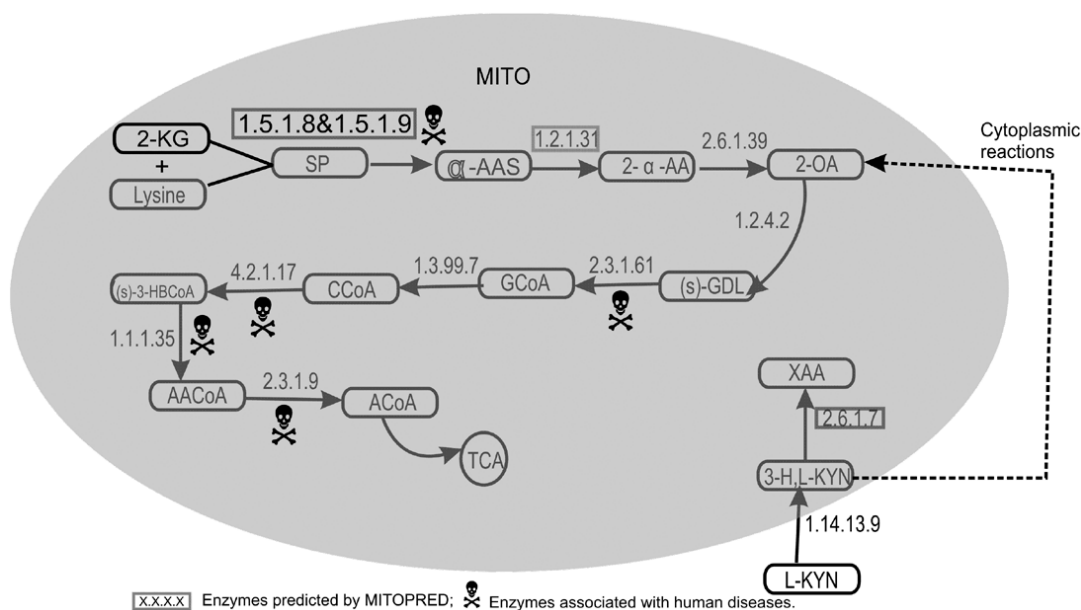 MITO
1.5.1.8&1.5.1.9
2-KG
+
Lysine
SP
α-AAS
1.2.1.31
2-α-AA
2.6.1.39
2-OA
Cytoplasmic
reactions
1.2.4.2
(s)-GDL
2.3.1.61
GCoA
1.3.99.7
CCoA
4.2.1.17
(s)-3-HBCoA
1.1.1.35
AACoA
2.3.1.9
ACoA
TCA
XAA
2.6.1.7
3-H,L-KYN
1.14.13.9
L-KYN
X.X.X.X Enzymes predicted by MITOPRED; Enzymes associated with human diseases.